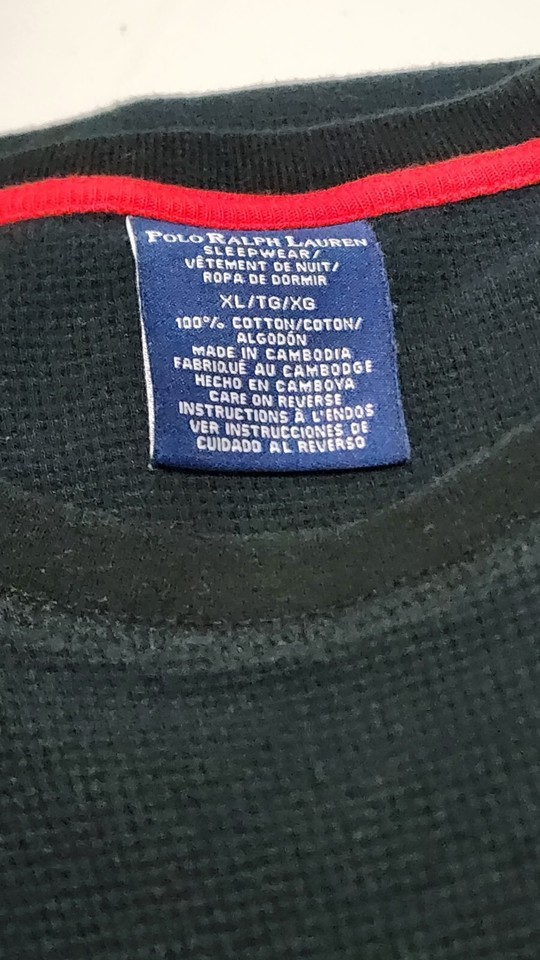 POLO RALPH LAUREN
SLEEPWEAR/
VÊTEMENT DE NUIT/
ROPA DE DORMIR
XL/TG/XG
100% COTTON/COTON/
ALGODÓN
MADE IN CAMBODIA
FABRIQUÉ AU CAMBODGE
HECHO EN CAMBOYA
CARE ON REVERSE
INSTRUCTIONS À L'ENDOS
VER INSTRUCCIONES DE
CUIDADO AL REVERSO